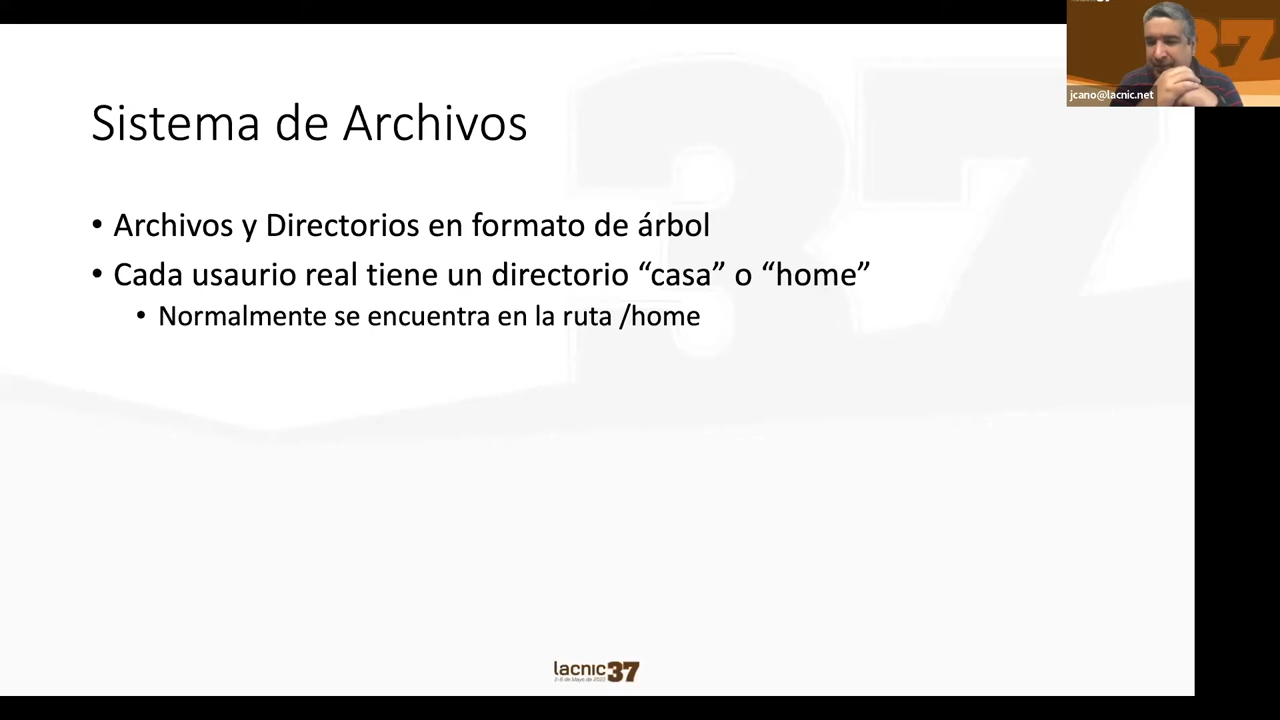 jcano@lacnic.net
Sistema de Archivos
• Archivos y Directorios en formato de árbol
• Cada usaurio real tiene un directorio “casa” o “home”
• Normalmente se encuentra en la ruta /home
lacnic37